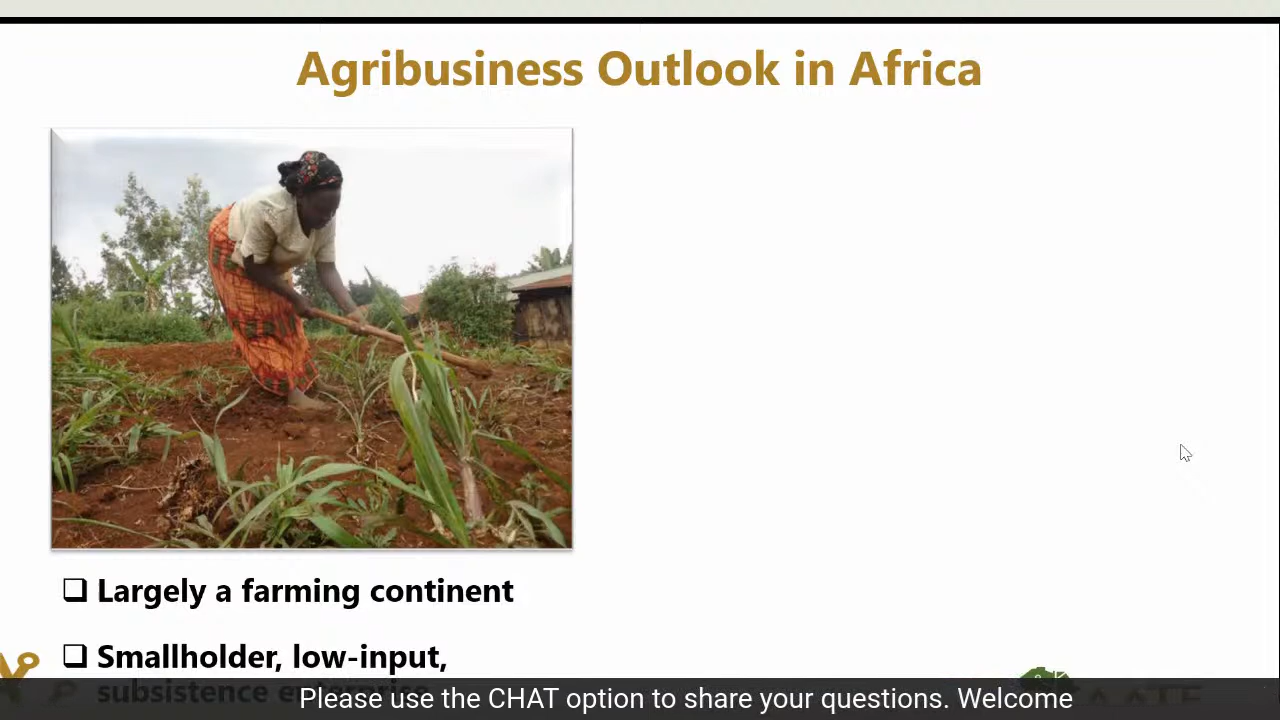 Agribusiness Outlook in Africa
Largely a farming continent
Smallholder, low-input,
subsistence
Please use the CHAT option to share your questions. Welcome